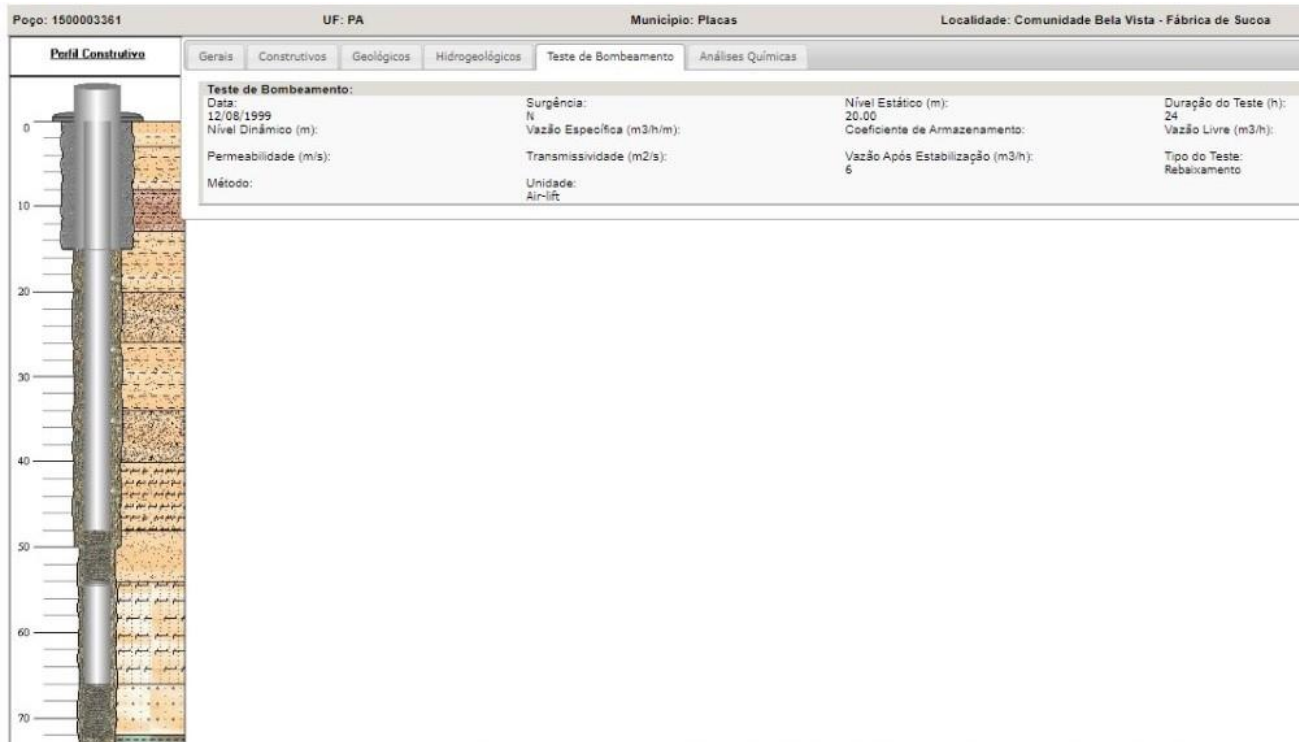 Poço: 1500003361 UF: PA Município: Placas Localidade: Comunidade Bela Vista - Fábrica de Sucoa
Perfil Construtivo
Gerais Construtivos Geológicos Hidrogeológicos Teste de Bombeamento Análises Químicas
Teste de Bombeamento:
Data: Surgência: Nível Estático (m): Duração do Teste (h):
12/08/1999 N 20.00 24
Nível Dinâmico (m): Vazão Específica (m3/h/m): Coeficiente de Armazenamento: Vazão Livre (m3/h):
Permeabilidade (m/s): Transmissividade (m2/s): Vazão Após Estabilização (m3/h): Tipo do Teste:
6 Rebaixamento
Método: Unidade:
Air-lift
0
10
20
30
40
50
60
70